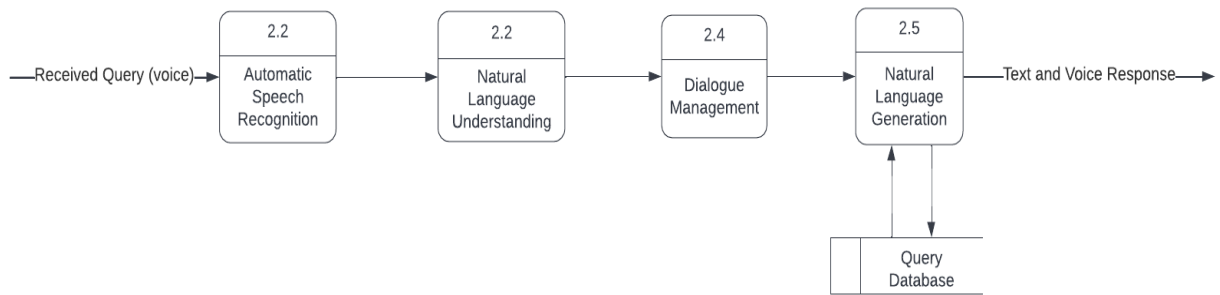 Received Query (voice)
2.2
Automatic
Speech
Recognition
2.2
Natural
Language
Understanding
2.4
Dialogue
Management
2.5
Natural
Language
Generation
Text and Voice Response
Query
Database